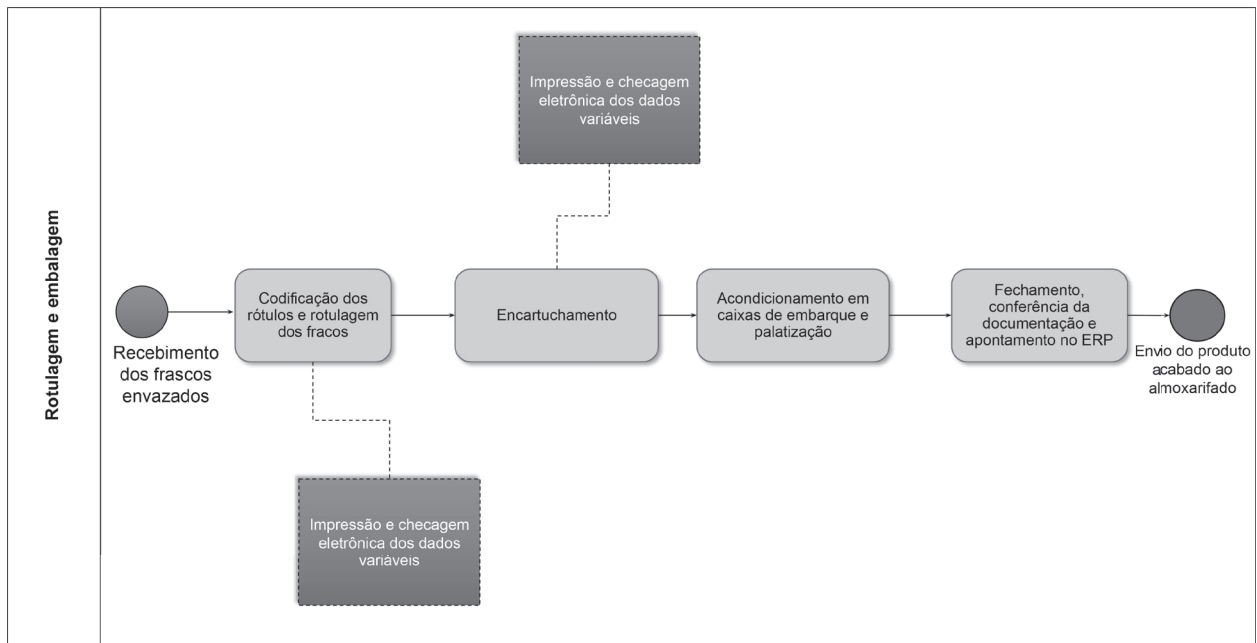 Rotulagem e embalagem
Impressão e checagem
eletrônica dos dados
variáveis
Recebimento
dos frascos
envazados
Codificação dos
rótulos e rotulagem
dos fracos
Encartuchamento
Acondicionamento em
caixas de embarque e
palatização
Fechamento,
conferência da
documentação e
apontamento no ERP
Envio do produto
acabado ao
almoxarifado
Impressão e checagem
eletrônica dos dados
variáveis